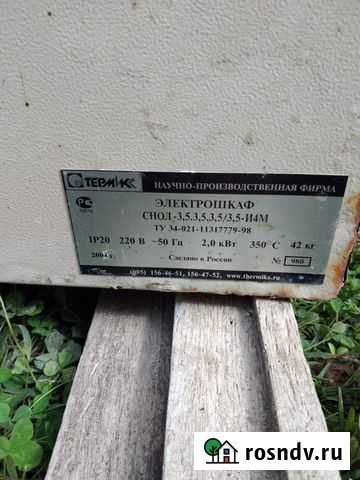 ТЕРМИКС
НАУЧНО-ПРОИЗВОДСТВЕННАЯ ФИРМА
ЭЛЕКТРОШКАФ
СНОЛ-3,5.3,5.3,5/3,5-И4М
ТУ 34-021-11317779-98
IP20 220 В ~50 Гц 2,0 кВт 350°С 42 кг
2004 г. Сделано в России № 980
(095) 156-46-51, 156-47-52, www.thermiks.ru
rosndv.ru